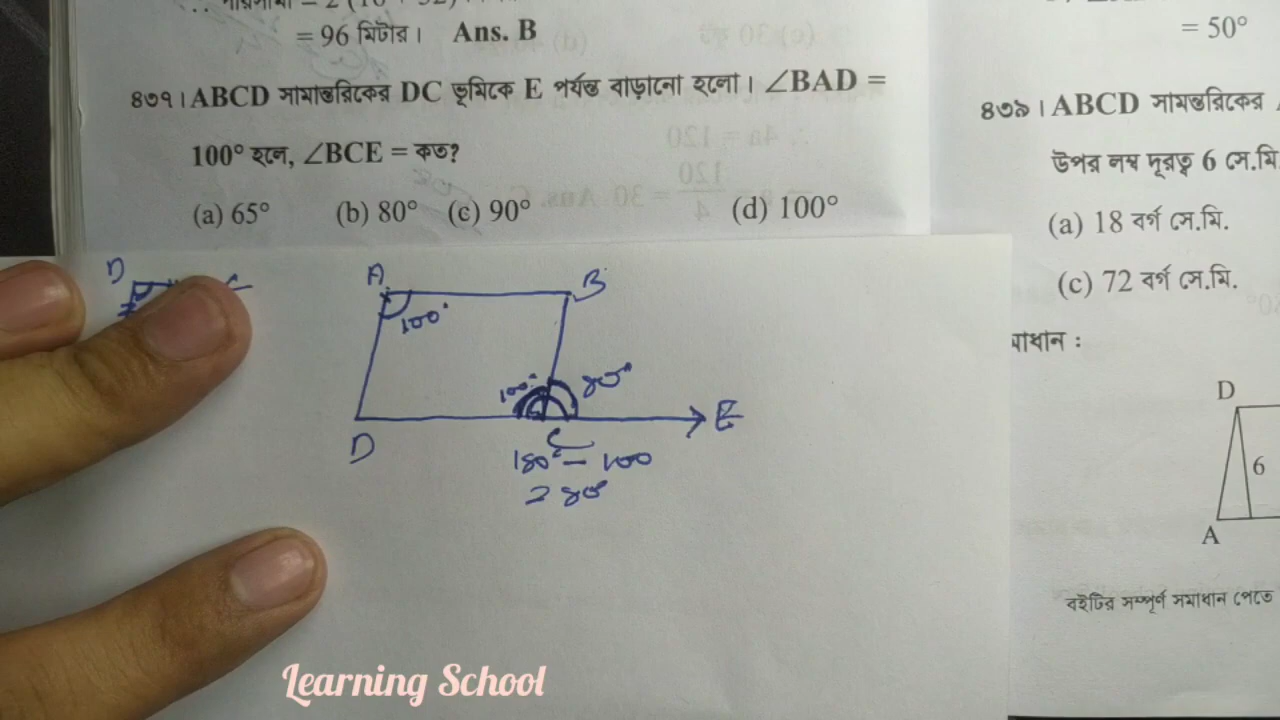 = 96 মিটার। Ans. B
৪৩৭। ABCD সামান্তরিকের DC ভূমিকে E পর্যন্ত বাড়ানো হলো। ∠BAD =
100° হলে, ∠BCE = কত?
(a) 65° (b) 80° (c) 90° (d) 100°
D
A B
100°
100° 80°
D C E
180° - 100
= 80°
Learning School
= 50°
৪৩৯। ABCD সামন্তরিকের
উপর লম্ব দূরত্ব 6 সে.মি.
(a) 18 বর্গ সে.মি.
(c) 72 বর্গ সে.মি.
াধান :
D
6
A
বইটির সম্পূর্ণ সমাধান পেতে